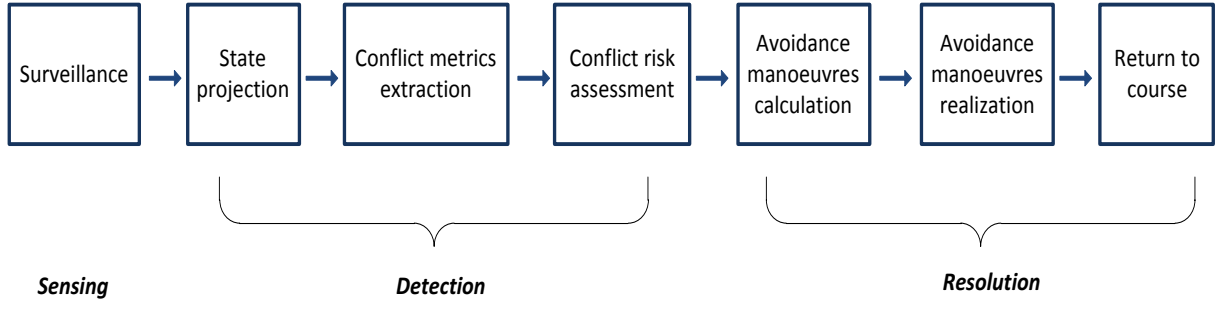 Surveillance
State
projection
Conflict metrics
extraction
Conflict risk
assessment
Avoidance
manoeuvres
calculation
Avoidance
manoeuvres
realization
Return to
course
Sensing
Detection
Resolution